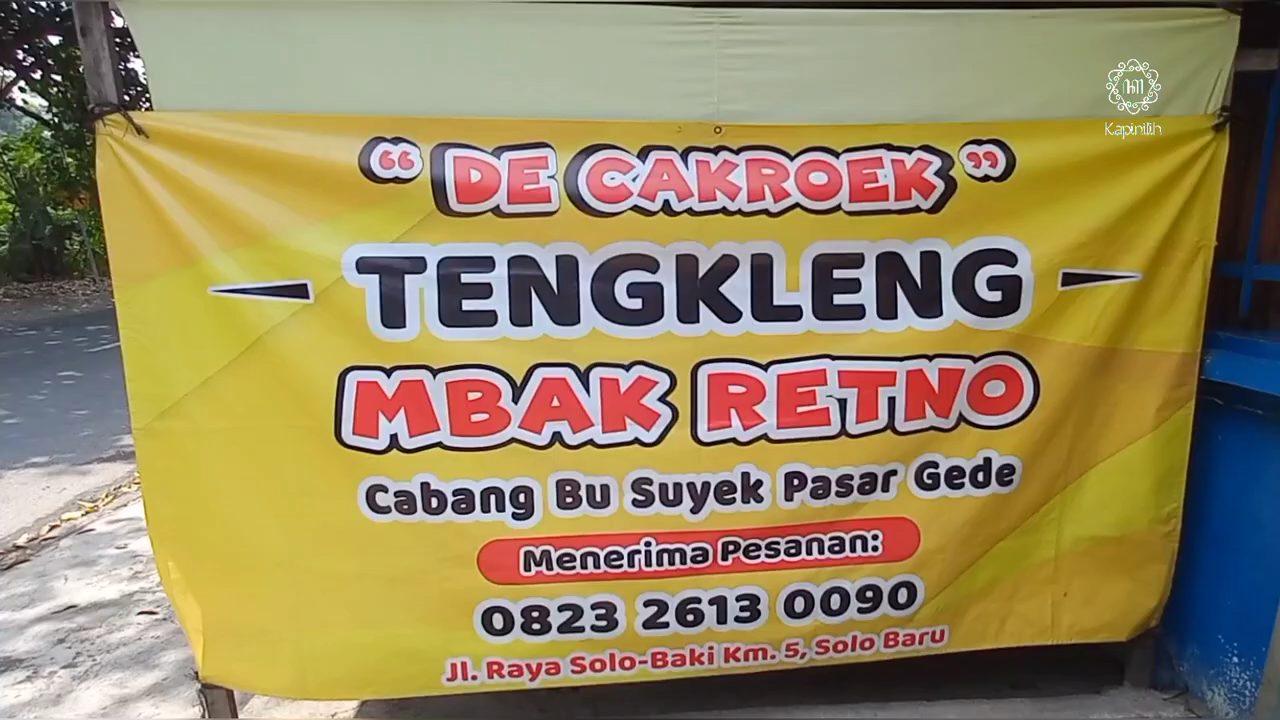 Kapinilih
“ DE CAKROEK ”
TENGKLENG
MBAK RETNO
Cabang Bu Suyek Pasar Gede
Menerima Pesanan:
0823 2613 0090
Jl. Raya Solo-Baki Km. 5, Solo Baru